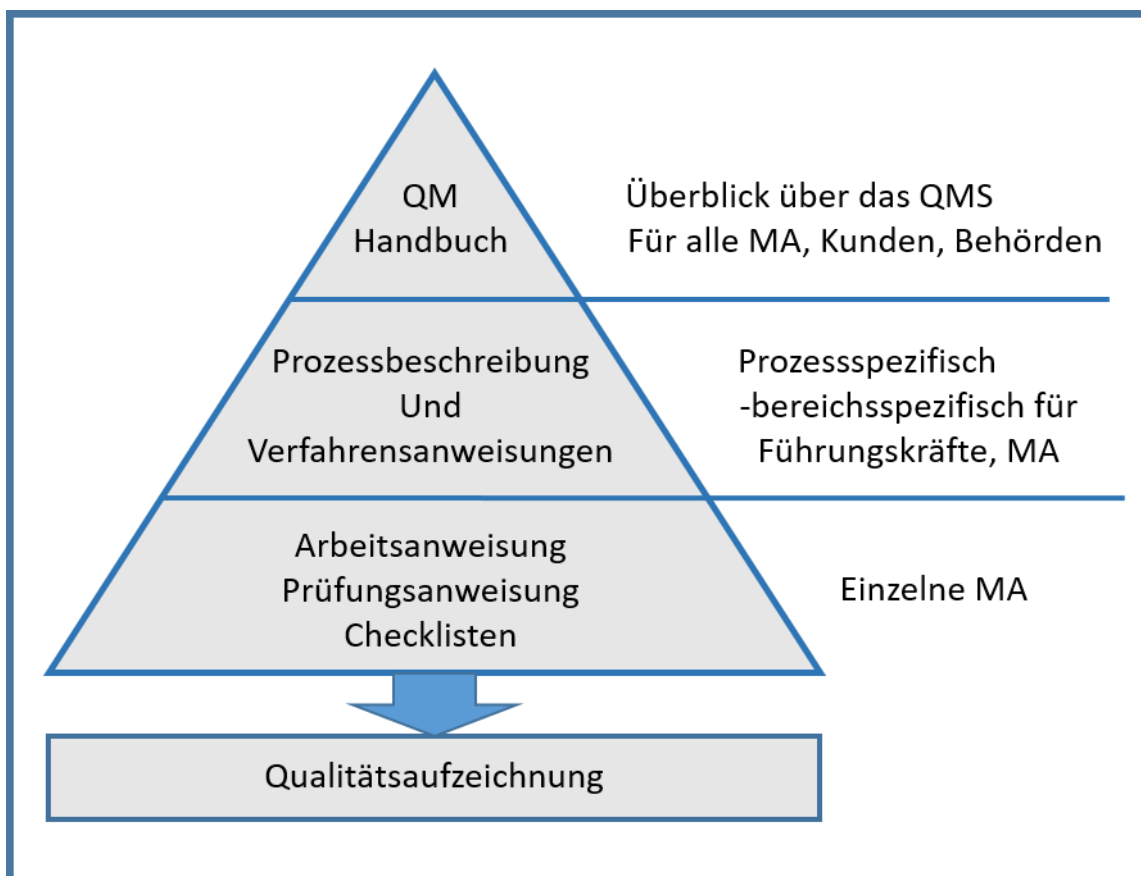 QM
Handbuch
Überblick über das QMS
Für alle MA, Kunden, Behörden
Prozessbeschreibung
Und
Verfahrensanweisungen
Prozessspezifisch
-bereichsspezifisch für
Führungskräfte, MA
Arbeitsanweisung
Prüfungsanweisung
Checklisten
Einzelne MA
Qualitätsaufzeichnung